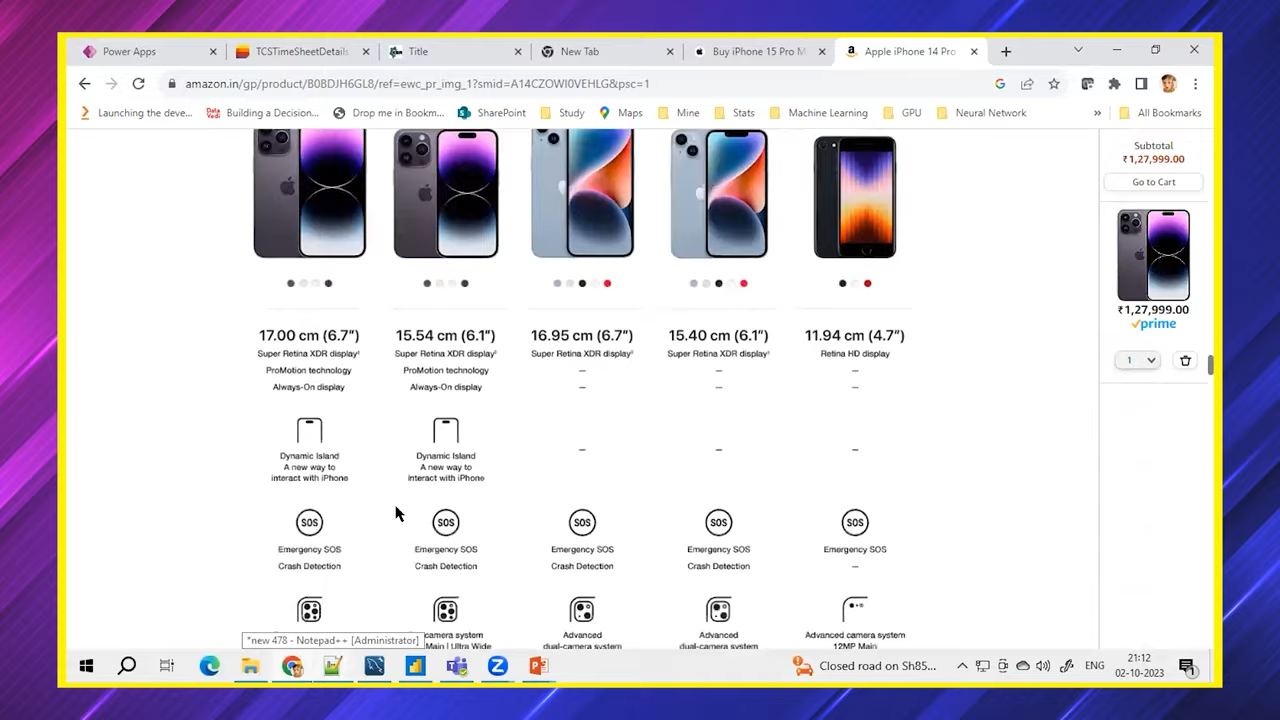 Power Apps
TCSTimeSheetDetails
Title
New Tab
Buy iPhone 15 Pro M
Apple iPhone 14 Pro
amazon.in/gp/product/B0BDJH6GL8/ref=ewc_pr_img_1?smid=A14CZOWI0VEHLG&psc=1
Launching the deve...
Building a Decision...
Drop me in Bookm...
SharePoint
Study
Maps
Mine
Stats
Machine Learning
GPU
Neural Network
»
All Bookmarks
Subtotal
₹1,27,999.00
Go to Cart
₹1,27,999.00
prime
1
17.00 cm (6.7″) 15.54 cm (6.1″) 16.95 cm (6.7″) 15.40 cm (6.1″) 11.94 cm (4.7″)
Super Retina XDR display Super Retina XDR display Super Retina XDR display Super Retina XDR display Retina HD display
ProMotion technology ProMotion technology – – –
Always-On display Always-On display – – –
Dynamic Island Dynamic Island – – –
A new way to A new way to
interact with iPhone interact with iPhone
SOS SOS SOS SOS SOS
Emergency SOS Emergency SOS Emergency SOS Emergency SOS Emergency SOS
Crash Detection Crash Detection Crash Detection Crash Detection –
camera system Advanced Advanced Advanced camera system
Main | Ultra Wide dual-camera system dual-camera system 12MP Main
*new 478 - Notepad++ [Administrator]
Closed road on Sh85...
ENG
21:12
02-10-2023